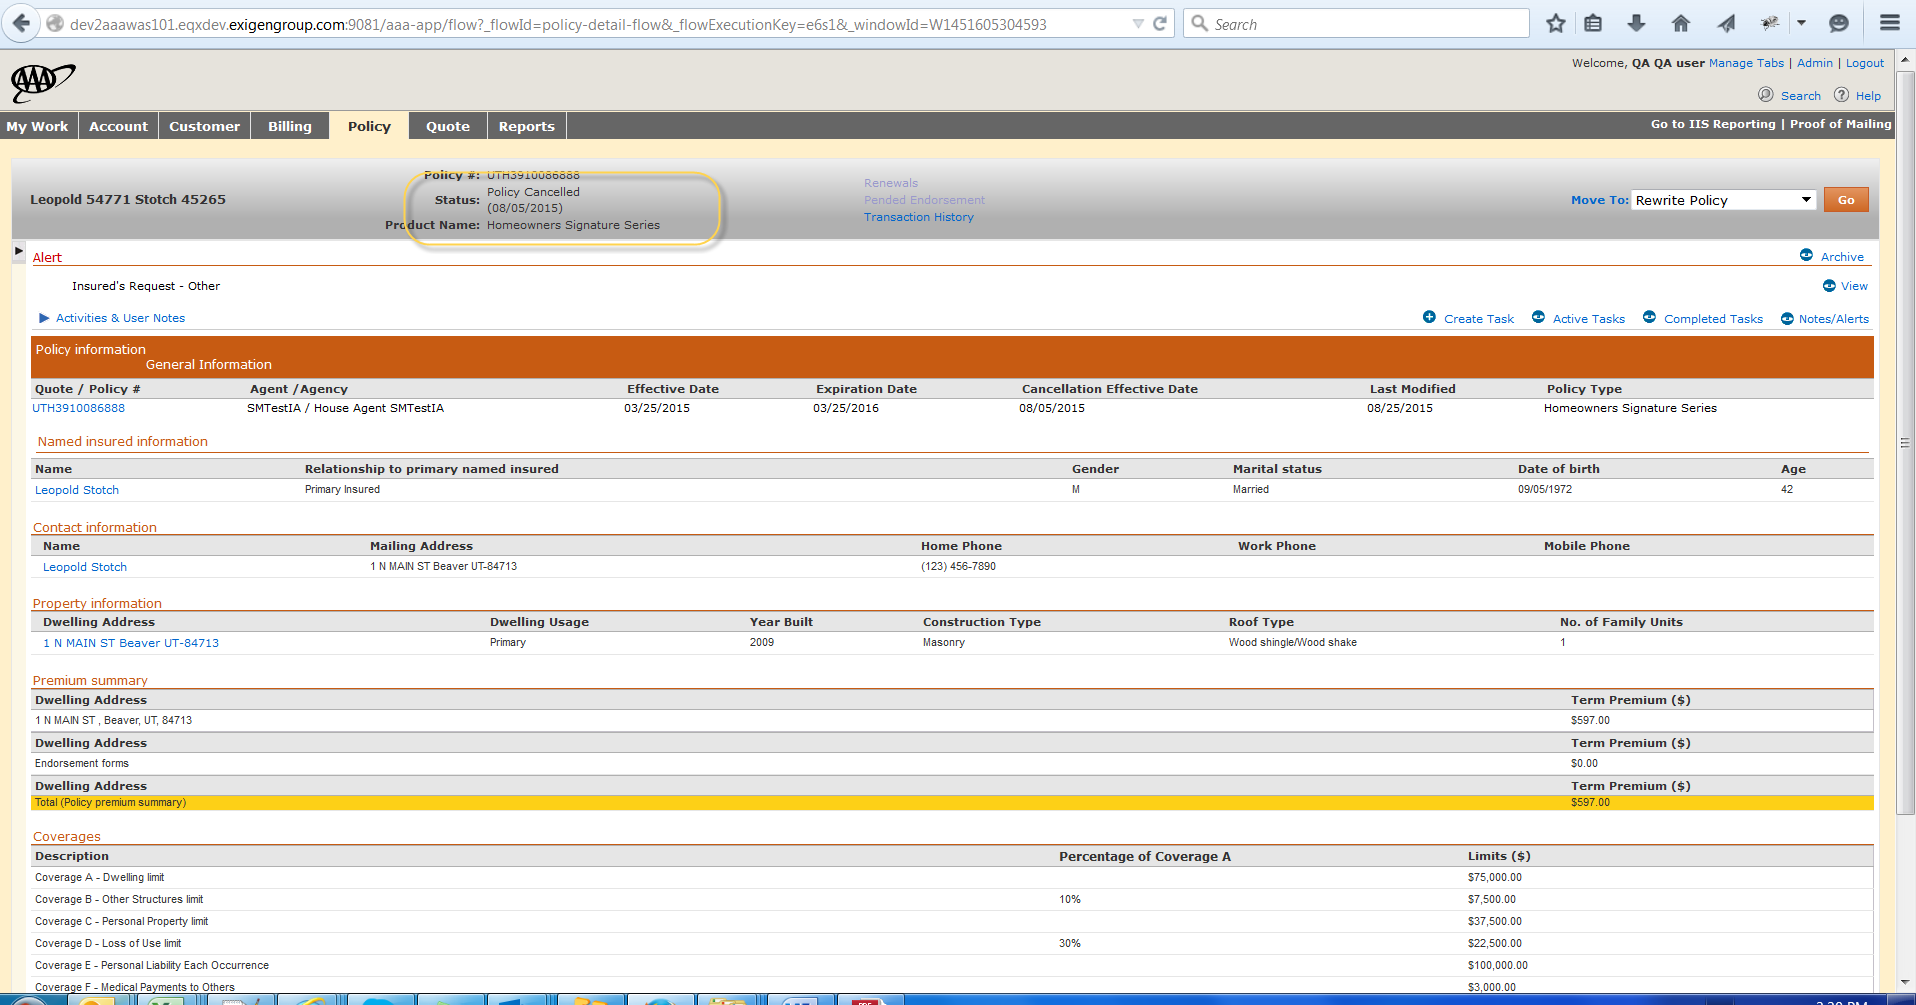 dev2aaawas101.eqxdev.exigengroup.com:9081/aaa-app/flow?_flowId=policy-detail-flow&_flowExecutionKey=e6s1&_windowId=W1451605304593
Search
AAA
Welcome, QA QA user Manage Tabs | Admin | Logout
Search Help
My Work Account Customer Billing Policy Quote Reports
Go to IIS Reporting | Proof of Mailing
Leopold 54771 Stotch 45265
Policy #: UTH3910086888
Status: Policy Cancelled
(08/05/2015)
Product Name: Homeowners Signature Series
Renewals
Pended Endorsement
Transaction History
Move To: Rewrite Policy Go
Alert Archive
Insured's Request - Other View
Activities & User Notes Create Task Active Tasks Completed Tasks Notes/Alerts
Policy information
General Information
Quote / Policy # Agent /Agency Effective Date Expiration Date Cancellation Effective Date Last Modified Policy Type
UTH3910086888 SMTestIA / House Agent SMTestIA 03/25/2015 03/25/2016 08/05/2015 08/25/2015 Homeowners Signature Series
Named insured information
Name Relationship to primary named insured Gender Marital status Date of birth Age
Leopold Stotch Primary Insured M Married 09/05/1972 42
Contact information
Name Mailing Address Home Phone Work Phone Mobile Phone
Leopold Stotch 1 N MAIN ST Beaver UT-84713 (123) 456-7890
Property information
Dwelling Address Dwelling Usage Year Built Construction Type Roof Type No. of Family Units
1 N MAIN ST Beaver UT-84713 Primary 2009 Masonry Wood shingle/Wood shake 1
Premium summary
Dwelling Address Term Premium ($)
1 N MAIN ST , Beaver, UT, 84713 $597.00
Dwelling Address Term Premium ($)
Endorsement forms $0.00
Dwelling Address Term Premium ($)
Total (Policy premium summary) $597.00
Coverages
Description Percentage of Coverage A Limits ($)
Coverage A - Dwelling limit $75,000.00
Coverage B - Other Structures limit 10% $7,500.00
Coverage C - Personal Property limit $37,500.00
Coverage D - Loss of Use limit 30% $22,500.00
Coverage E - Personal Liability Each Occurrence $100,000.00
Coverage F - Medical Payments to Others $3,000.00